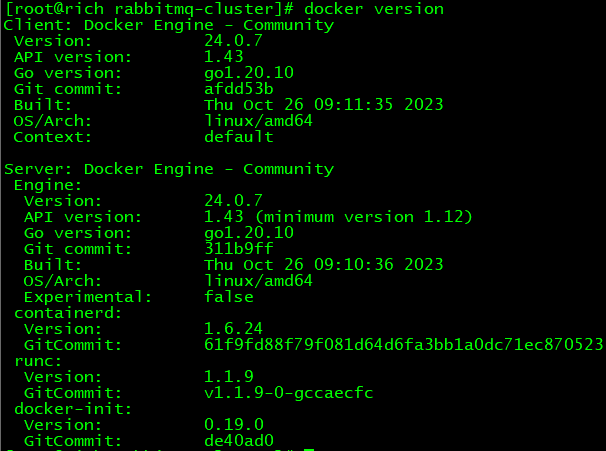 [root@rich rabbitmq-cluster]# docker version
Client: Docker Engine - Community
 Version:           24.0.7
 API version:       1.43
 Go version:        go1.20.10
 Git commit:        afdd53b
 Built:             Thu Oct 26 09:11:35 2023
 OS/Arch:           linux/amd64
 Context:           default

Server: Docker Engine - Community
 Engine:
  Version:          24.0.7
  API version:      1.43 (minimum version 1.12)
  Go version:       go1.20.10
  Git commit:       311b9ff
  Built:            Thu Oct 26 09:10:36 2023
  OS/Arch:          linux/amd64
  Experimental:     false
 containerd:
  Version:          1.6.24
  GitCommit:        61f9fd88f79f081d64d6fa3bb1a0dc71ec870523
 runc:
  Version:          1.1.9
  GitCommit:        v1.1.9-0-gccaecfc
 docker-init:
  Version:          0.19.0
  GitCommit:        de40ad0